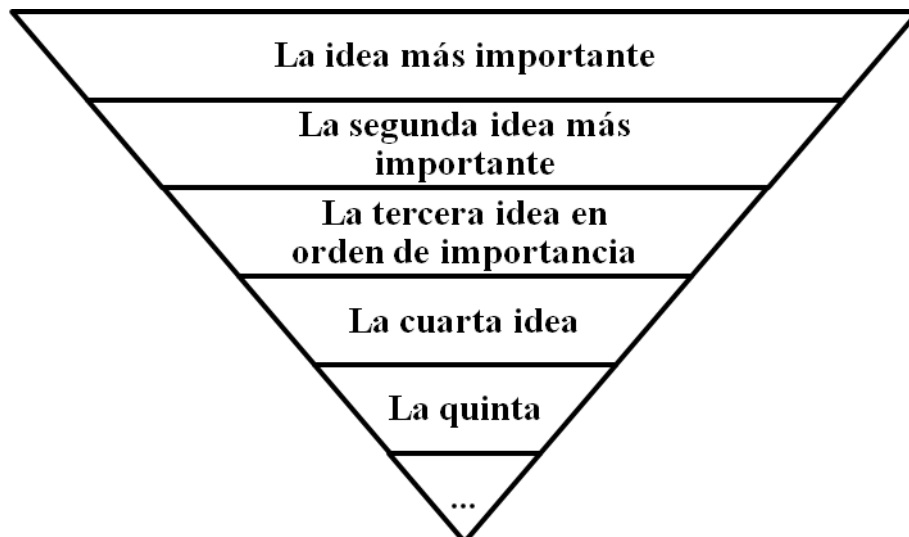 La idea más importante
La segunda idea más
importante
La tercera idea en
orden de importancia
La cuarta idea
La quinta
...